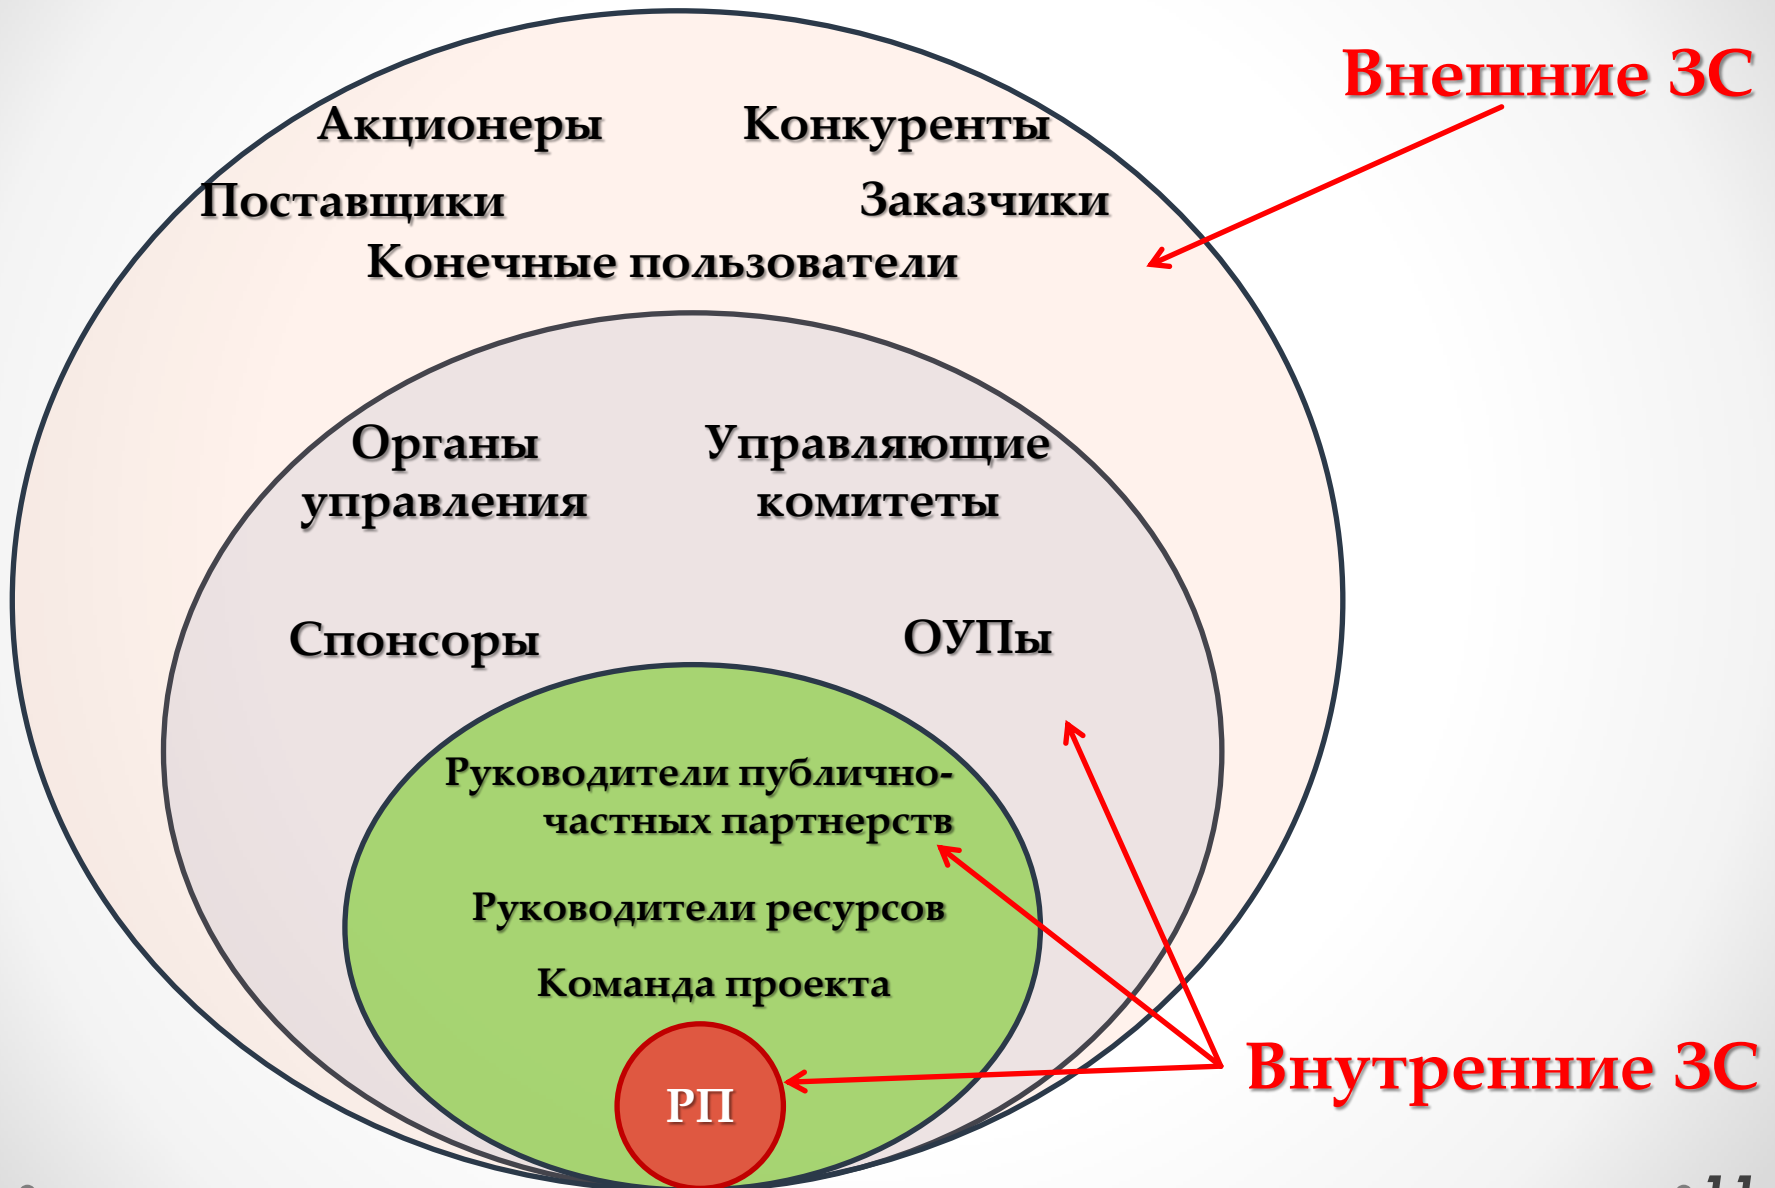 Внешние ЗС
Акционеры
Конкуренты
Поставщики
Заказчики
Конечные пользователи
Органы
управления
Управляющие
комитеты
Спонсоры
ОУПы
Руководители публично-
частных партнерств
Руководители ресурсов
Команда проекта
РП
Внутренние ЗС